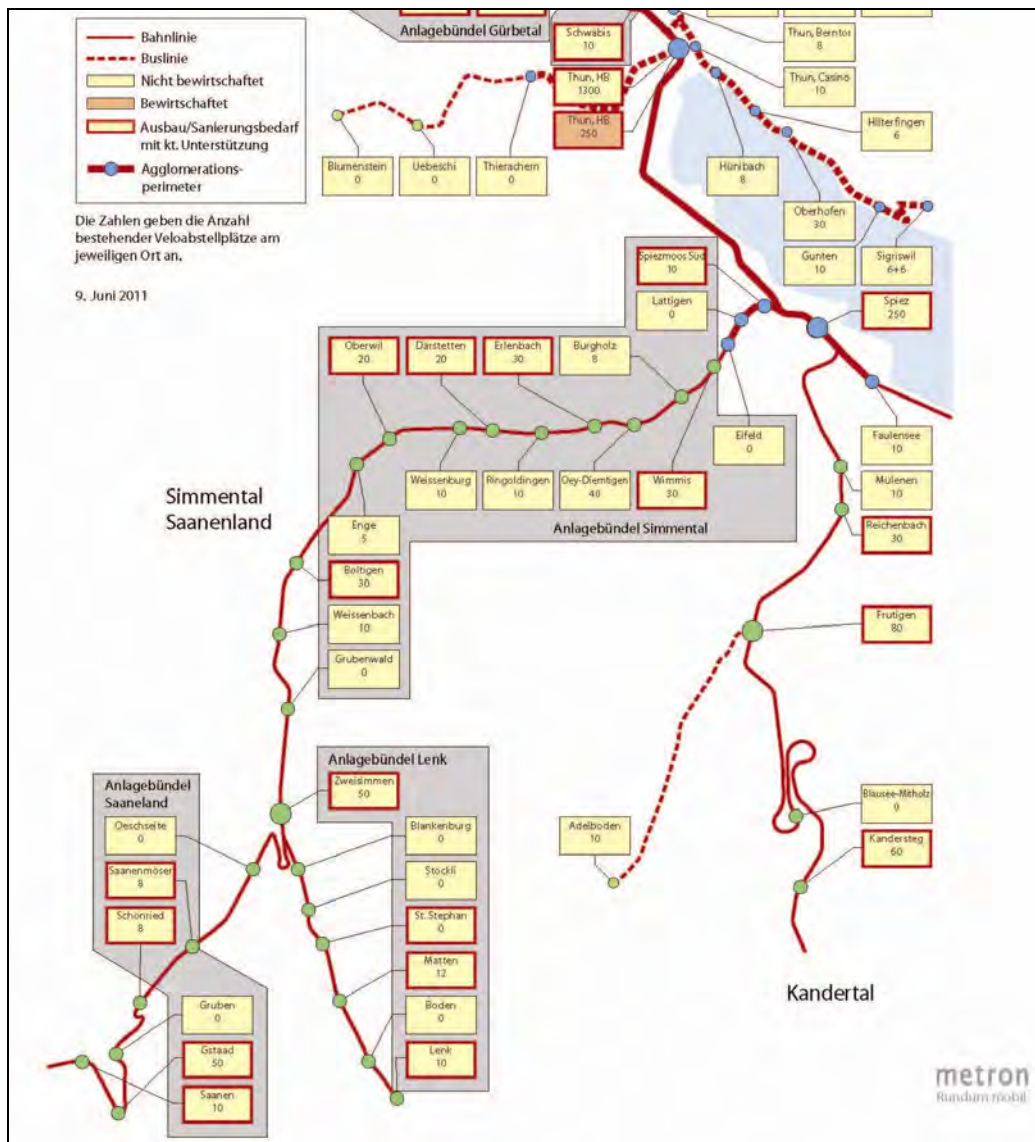 Bahnlinie
Buslinie
Nicht bewirtschaftet
Bewirtschaftet
Ausbau/Sanierungsbedarf
mit kt. Unterstützung
Agglomerations-
perimeter
Die Zahlen geben die Anzahl
bestehender Veloabstellplätze am
jeweiligen Ort an.
9. Juni 2011
Anlagebündel Gürbetal
Schwäbis
10
Thun, HB
1300
Thun, HB
250
Thun, Berntor
8
Thun, Casino
10
Hilterfingen
6
Hünibach
8
Oberhofen
30
Gunten
10
Sigriswil
6+6
Blumenstein
0
Uebeschi
0
Thierachern
0
Spiezmoos Süd
10
Lattigen
0
Spiez
250
Oberwil
20
Därstetten
20
Erlenbach
30
Burgholz
8
Eifeld
0
Faulensee
10
Weissenburg
10
Ringoldingen
10
Oey-Diemtigen
40
Wimmis
30
Mülenen
10
Simmental
Saanenland
Anlagebündel Simmental
Enge
5
Reichenbach
30
Boltigen
30
Weissenbach
10
Frutigen
80
Grubenwald
0
Anlagebündel Lenk
Zweisimmen
50
Anlagebündel
Saaneland
Oeschseite
0
Blankenburg
0
Blausee-Mitholz
0
Adelboden
10
Kandersteg
60
Saanenmöser
8
Stöckli
0
Schönried
8
St. Stephan
0
Matten
12
Kandertal
Gruben
0
Boden
0
Gstaad
50
Lenk
10
Saanen
10
metron
Rundum mobil